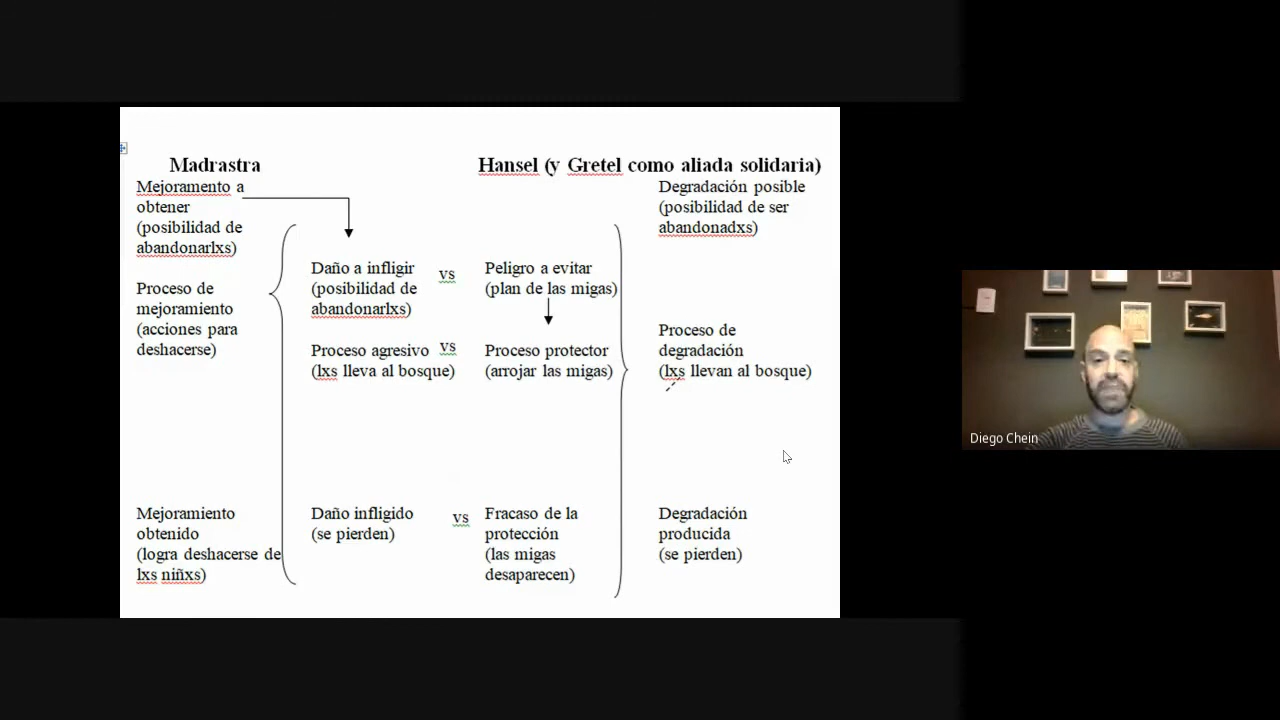 Madrastra
Mejoramento a
obtener
(posibilidad de
abandonarlxs)
Proceso de
mejoramiento
(acciones para
deshacerse)
Mejoramiento
obtenido
(logra deshacerse de
lxs niñxs)
Daño a infligir
(posibilidad de
abandonarlxs)
Proceso agresivo
(lxs lleva al bosque)
Daño infligido
(se pierden)
vs
vs
vs
Hansel (y Gretel como aliada solidaria)
Peligro a evitar
(plan de las migas)
Proceso protector
(arrojar las migas)
Fracaso de la
protección
(las migas
desaparecen)
Degradación posible
(posibilidad de ser
abandonadxs)
Proceso de
degradación
(lxs llevan al bosque)
Degradación
producida
(se pierden)
Diego Chein